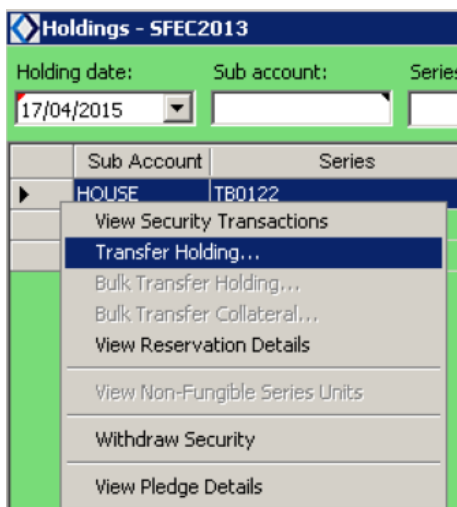 Holdings - SFEC2013
Holding date: Sub account: Series
17/04/2015
Sub Account Series
HOUSE TB0122
View Security Transactions
Transfer Holding...
Bulk Transfer Holding...
Bulk Transfer Collateral...
View Reservation Details
View Non-Fungible Series Units
Withdraw Security
View Pledge Details